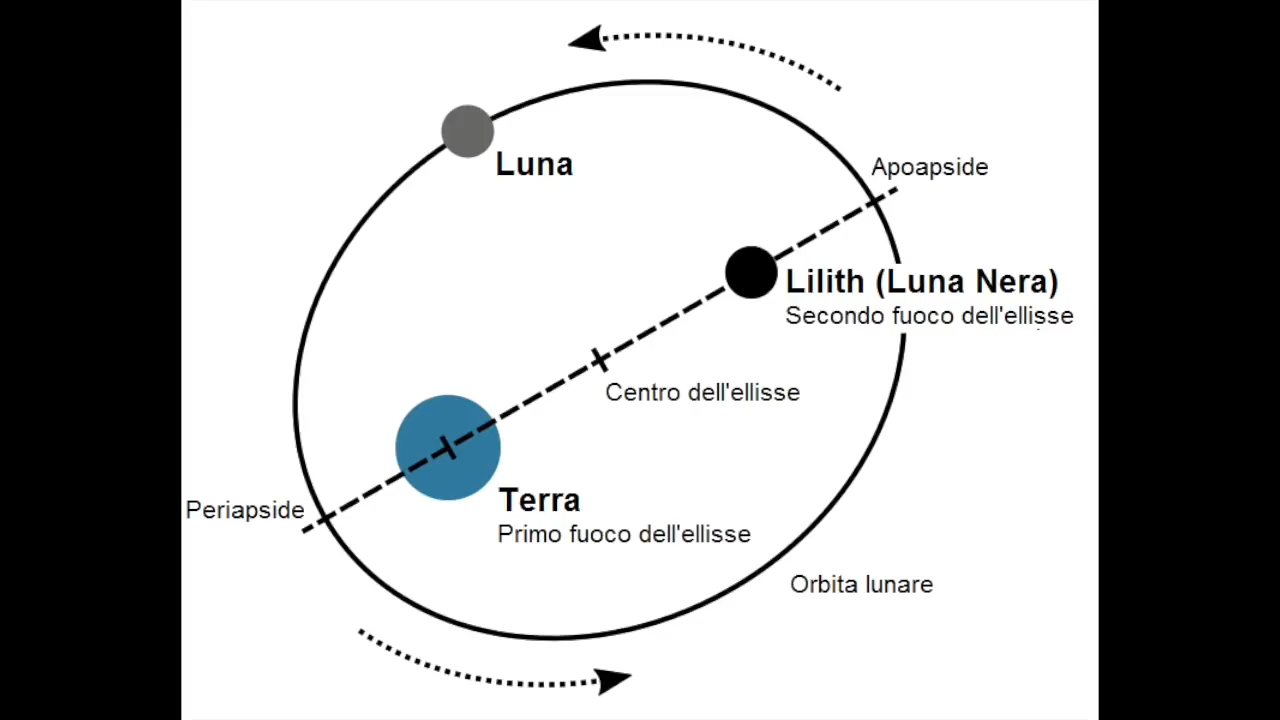 Apoapside
Luna
Lilith (Luna Nera)
Secondo fuoco dell'ellisse
Centro dell'ellisse
Terra
Periapside
Primo fuoco dell'ellisse
Orbita lunare